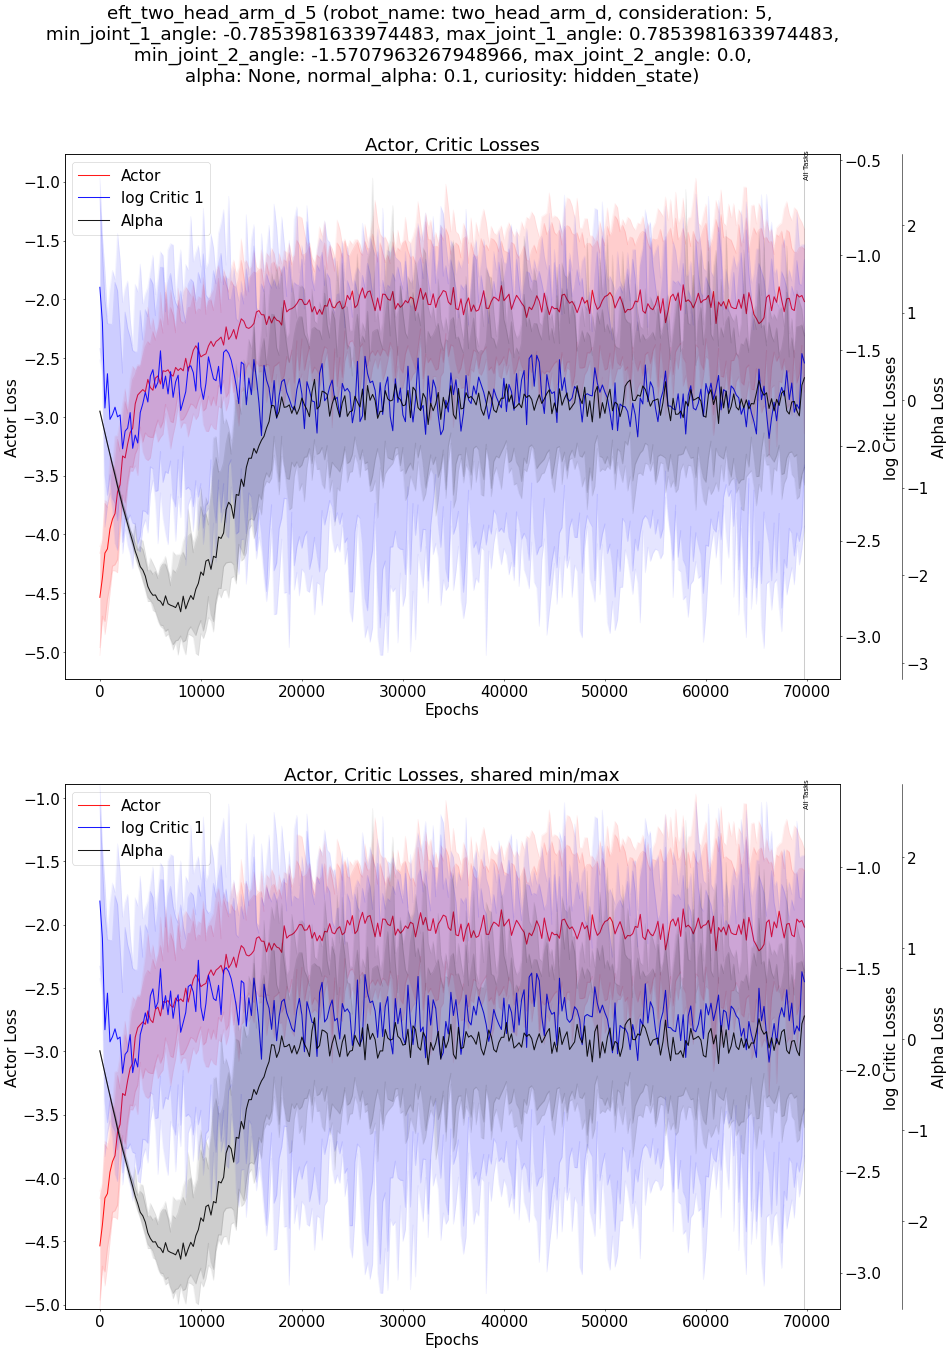 eft_two_head_arm_d_5 (robot_name: two_head_arm_d, consideration: 5,
min_joint_1_angle: -0.7853981633974483, max_joint_1_angle: 0.7853981633974483,
min_joint_2_angle: -1.5707963267948966, max_joint_2_angle: 0.0,
alpha: None, normal_alpha: 0.1, curiosity: hidden_state)
Actor, Critic Losses
Actor
log Critic 1
Alpha
All Tasks
−1.0
−1.5
−2.0
−2.5
−3.0
−3.5
−4.0
−4.5
−5.0
Actor Loss
−0.5
−1.0
−1.5
−2.0
−2.5
−3.0
log Critic Losses
2
1
0
−1
−2
−3
Alpha Loss
0 10000 20000 30000 40000 50000 60000 70000
Epochs
Actor, Critic Losses, shared min/max
Actor
log Critic 1
Alpha
All Tasks
−1.0
−1.5
−2.0
−2.5
−3.0
−3.5
−4.0
−4.5
−5.0
Actor Loss
−1.0
−1.5
−2.0
−2.5
−3.0
log Critic Losses
2
1
0
−1
−2
Alpha Loss
0 10000 20000 30000 40000 50000 60000 70000
Epochs